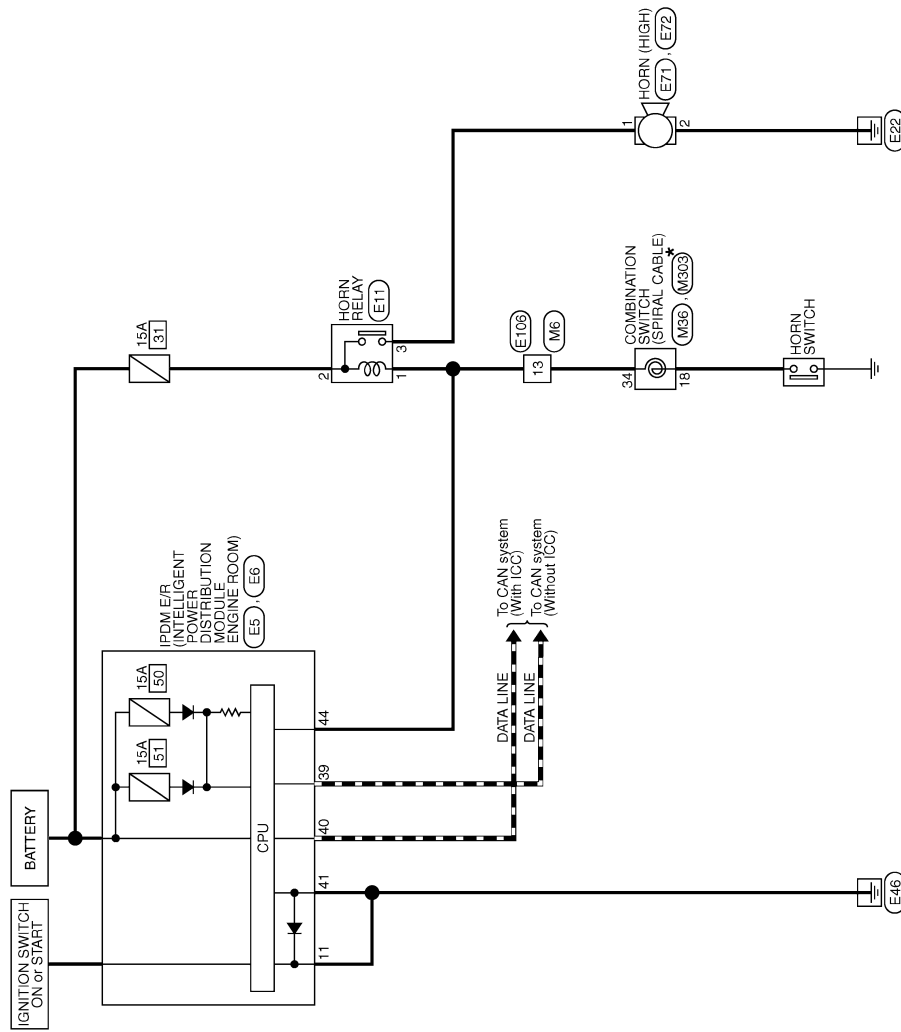 IGNITION SWITCH
ON or START
BATTERY
IPDM E/R
(INTELLIGENT
POWER
DISTRIBUTION
MODULE
ENGINE ROOM)
E5 , E6
15A
51
15A
50
CPU
11
41
40
39
44
DATA LINE
DATA LINE
To CAN system
(With ICC)
To CAN system
(Without ICC)
E46
15A
31
HORN
RELAY
E11
2
1
3
E106
13
M6
COMBINATION
SWITCH
(SPIRAL CABLE)
M36 , M303 *
34
18
HORN
SWITCH
HORN (HIGH)
E71 , E72
1
2
E22